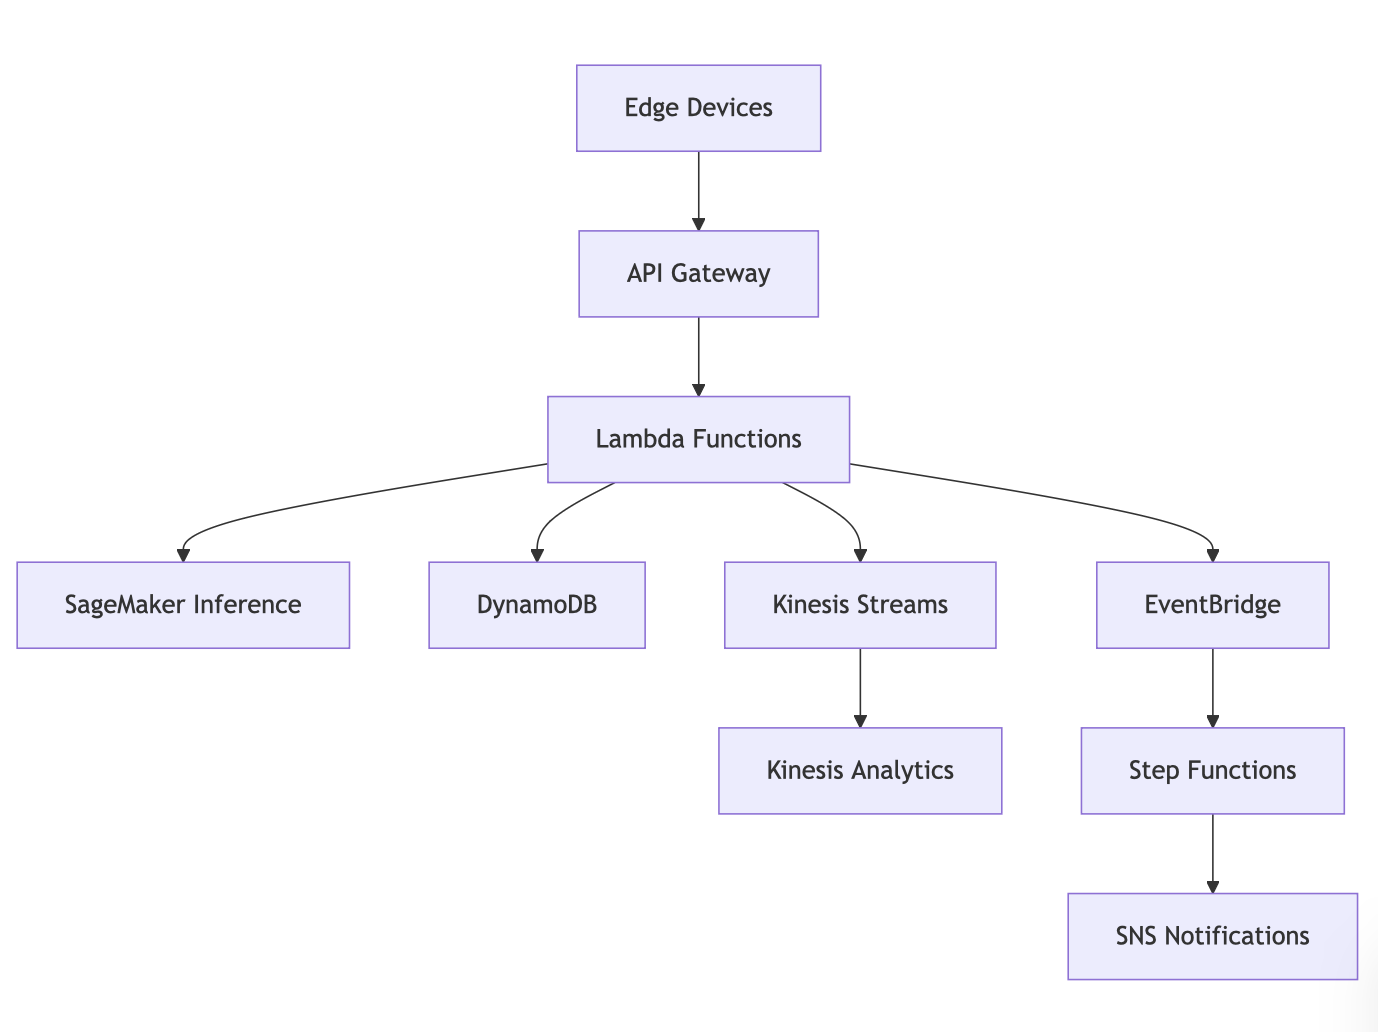 Edge Devices
API Gateway
Lambda Functions
SageMaker Inference
DynamoDB
Kinesis Streams
EventBridge
Kinesis Analytics
Step Functions
SNS Notifications